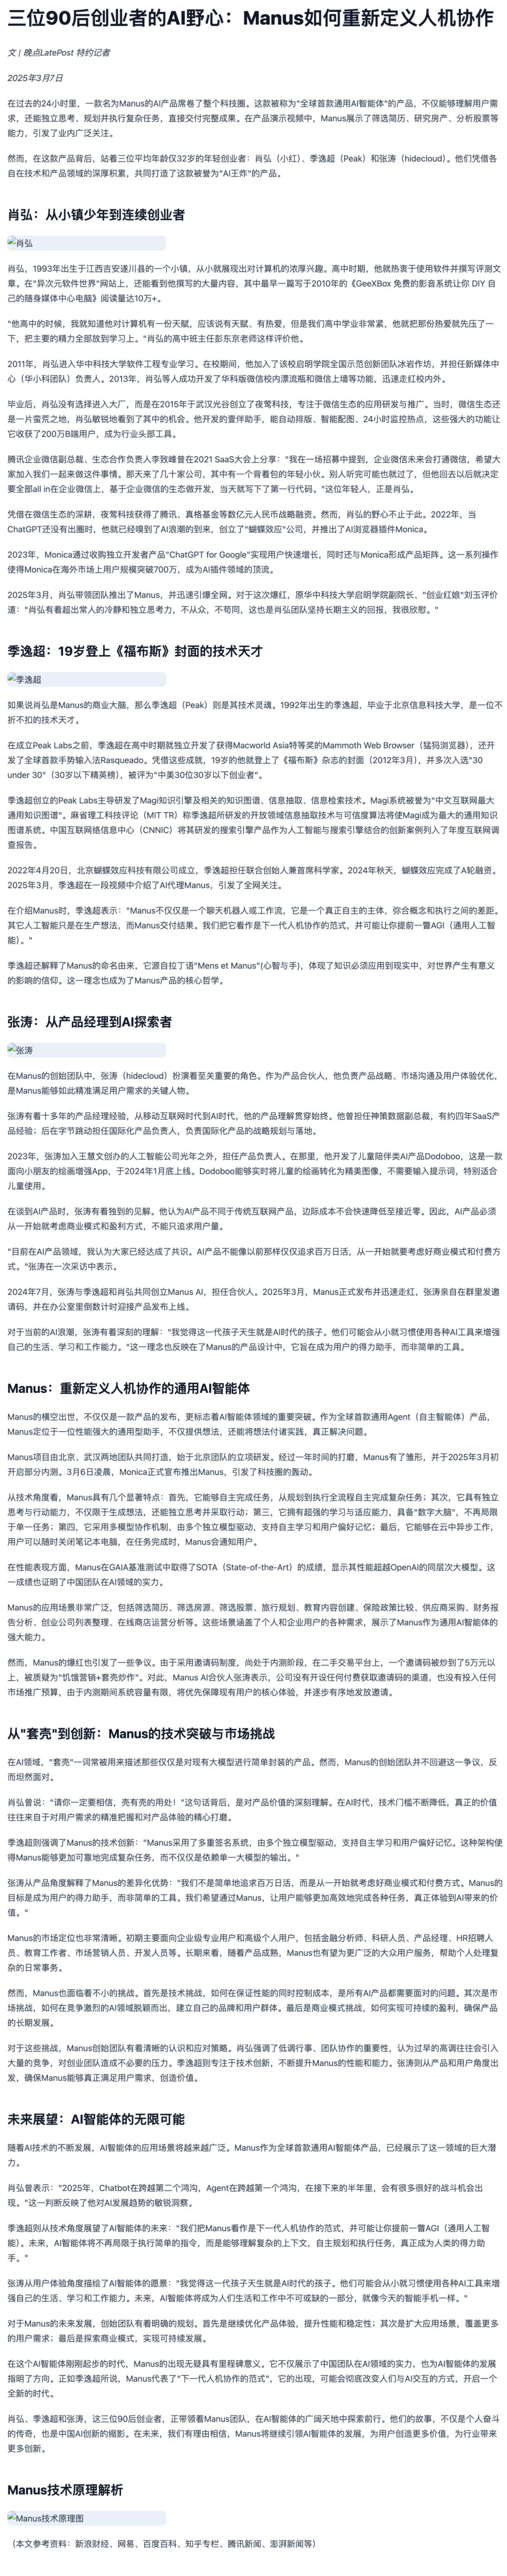 三位90后创业者的AI野心：Manus如何重新定义人机协作
文 | 晚点LatePost 特约记者
2025年3月7日
在过去的24小时里，一款名为Manus的AI产品席卷了整个科技圈。这款被称为"全球首款通用AI智能体"的产品，不仅能够理解用户需
求，还能独立思考、规划并执行复杂任务，直接交付完整成果。在产品演示视频中，Manus展示了筛选简历、研究房产、分析股票等
能力，引发了业内广泛关注。
然而，在这款产品背后，站着三位平均年龄仅32岁的年轻创业者：肖弘（小红）、季逸超（Peak）和张涛（hidecloud）。他们凭借各
自在技术和产品领域的深厚积累，共同打造了这款被誉为"AI王炸"的产品。
肖弘：从小镇少年到连续创业者
肖弘
肖弘，1993年出生于江西吉安遂川县的一个小镇，从小就展现出对计算机的浓厚兴趣。高中时期，他就热衷于使用软件并撰写评测文
章。在"异次元软件世界"网站上，还能看到他撰写的大量内容，其中最早一篇写于2010年的《GeeXBox 免费的影音系统让你 DIY 自
己的随身媒体中心电脑》阅读量达10万+。
"他高中的时候，我就知道他对计算机有一份天赋，应该说有天赋、有热爱，但是我们高中学业非常紧，他就把那份热爱就先压了一
下，把主要的精力全部放到学习上。"肖弘的高中班主任彭东京老师这样评价他。
2011年，肖弘进入华中科技大学软件工程专业学习。在校期间，他加入了该校启明学院全国示范创新团队冰岩作坊，并担任新媒体中
心（华小科团队）负责人。2013年，肖弘等人成功开发了华科版微信校内漂流瓶和微信上墙等功能，迅速走红校内外。
毕业后，肖弘没有选择进入大厂，而是在2015年于武汉光谷创立了夜莺科技，专注于微信生态的应用研发与推广。当时，微信生态还
是一片蛮荒之地，肖弘敏锐地看到了其中的机会。他开发的壹伴助手，能自动排版、智能配图、24小时监控热点，这些强大的功能让
它收获了200万B端用户，成为行业头部工具。
腾讯企业微信副总裁、生态合作负责人李致峰曾在2021 SaaS大会上分享："我在一场招募中提到，企业微信未来会打通微信，希望大
家加入我们一起来做这件事情。那天来了几十家公司，其中有一个背着包的年轻小伙。别人听完可能也就过了，但他回去以后就决定
要全部all in在企业微信上，基于企业微信的生态做开发，当天就写下了第一行代码。"这位年轻人，正是肖弘。
凭借在微信生态的深耕，夜莺科技获得了腾讯、真格基金等数亿元人民币战略融资。然而，肖弘的野心不止于此。2022年，当
ChatGPT还没有出圈时，他就已经嗅到了AI浪潮的到来，创立了"蝴蝶效应"公司，并推出了AI浏览器插件Monica。
2023年，Monica通过收购独立开发者产品"ChatGPT for Google"实现用户快速增长，同时还与Monica形成产品矩阵。这一系列操作
使得Monica在海外市场上用户规模突破700万，成为AI插件领域的顶流。
2025年3月，肖弘带领团队推出了Manus，并迅速引爆全网。对于这次爆红，原华中科技大学启明学院副院长、"创业红娘"刘玉评价
道："肖弘有着超出常人的冷静和独立思考力，不从众，不苟同，这也是肖弘团队坚持长期主义的回报，我很欣慰。"
季逸超：19岁登上《福布斯》封面的技术天才
季逸超
如果说肖弘是Manus的商业大脑，那么季逸超（Peak）则是其技术灵魂。1992年出生的季逸超，毕业于北京信息科技大学，是一位不
折不扣的技术天才。
在成立Peak Labs之前，季逸超在高中时期就独立开发了获得Macworld Asia特等奖的Mammoth Web Browser（猛犸浏览器），还开
发了全球首款手势输入法Rasqueado。凭借这些成就，19岁的他就登上了《福布斯》杂志的封面（2012年3月），并多次入选"30
under 30"（30岁以下精英榜），被评为"中美30位30岁以下创业者"。
季逸超创立的Peak Labs主导研发了Magi知识引擎及相关的知识图谱、信息抽取、信息检索技术。Magi系统被誉为"中文互联网最大
通用知识图谱"。麻省理工科技评论（MIT TR）称季逸超所研发的开放领域信息抽取技术与可信度算法将使Magi成为最大的通用知识
图谱系统。中国互联网络信息中心（CNNIC）将其研发的搜索引擎产品作为人工智能与搜索引擎结合的创新案例列入了年度互联网调
查报告。
2022年4月20日，北京蝴蝶效应科技有限公司成立，季逸超担任联合创始人兼首席科学家。2024年秋天，蝴蝶效应完成了A轮融资。
2025年3月，季逸超在一段视频中介绍了AI代理Manus，引发了全网关注。
在介绍Manus时，季逸超表示："Manus不仅仅是一个聊天机器人或工作流，它是一个真正自主的主体，弥合概念和执行之间的差距。
其它人工智能只是在生产想法，而Manus交付结果。我们把它看作是下一代人机协作的范式，并可能让你提前一瞥AGI（通用人工智
能）。"
季逸超还解释了Manus的命名由来，它源自拉丁语"Mens et Manus"(心智与手)，体现了知识必须应用到现实中，对世界产生有意义
的影响的信仰。这一理念也成为了Manus产品的核心哲学。
张涛：从产品经理到AI探索者
张涛
在Manus的创始团队中，张涛（hidecloud）扮演着至关重要的角色。作为产品合伙人，他负责产品战略、市场沟通及用户体验优化，
是Manus能够如此精准满足用户需求的关键人物。
张涛有着十多年的产品经理经验，从移动互联网时代到AI时代，他的产品理解贯穿始终。他曾担任神策数据副总裁，有约四年SaaS产
品经验；后在字节跳动担任国际化产品负责人，负责国际化产品的战略规划与落地。
2023年，张涛加入王慧文创办的人工智能公司光年之外，担任产品负责人。在那里，他开发了儿童陪伴类AI产品Dodoboo，这是一款
面向小朋友的绘画增强App，于2024年1月底上线。Dodoboo能够实时将儿童的绘画转化为精美图像，不需要输入提示词，特别适合
儿童使用。
在谈到AI产品时，张涛有着独到的见解。他认为AI产品不同于传统互联网产品，边际成本不会快速降低至接近零。因此，AI产品必须
从一开始就考虑商业模式和盈利方式，不能只追求用户量。
"目前在AI产品领域，我认为大家已经达成了共识。AI产品不能像以前那样仅仅追求百万日活，从一开始就要考虑好商业模式和付费方
式。"张涛在一次采访中表示。
2024年7月，张涛与季逸超和肖弘共同创立Manus AI，担任合伙人。2025年3月，Manus正式发布并迅速走红，张涛亲自在群里发邀
请码，并在办公室里倒数计时迎接产品发布上线。
对于当前的AI浪潮，张涛有着深刻的理解："我觉得这一代孩子天生就是AI时代的孩子。他们可能会从小就习惯使用各种AI工具来增强
自己的生活、学习和工作能力。"这一理念也反映在了Manus的产品设计中，它旨在成为用户的得力助手，而非简单的工具。
Manus：重新定义人机协作的通用AI智能体
Manus的横空出世，不仅仅是一款产品的发布，更标志着AI智能体领域的重要突破。作为全球首款通用Agent（自主智能体）产品，
Manus定位于一位性能强大的通用型助手，不仅提供想法，还能将想法付诸实践，真正解决问题。
Manus项目由北京、武汉两地团队共同打造，始于北京团队的立项研发。经过一年时间的打磨，Manus有了雏形，并于2025年3月初
开启部分内测。3月6日凌晨，Monica正式宣布推出Manus，引发了科技圈的轰动。
从技术角度看，Manus具有几个显著特点：首先，它能够自主完成任务，从规划到执行全流程自主完成复杂任务；其次，它具有独立
思考与行动能力，不仅限于生成想法，还能独立思考并采取行动；第三，它拥有超强的学习与适应能力，具备"数字大脑"，不再局限
于单一任务；第四，它采用多模型协作机制，由多个独立模型驱动，支持自主学习和用户偏好记忆；最后，它能够在云中异步工作，
用户可以随时关闭笔记本电脑，在任务完成时，Manus会通知用户。
在性能表现方面，Manus在GAIA基准测试中取得了SOTA（State-of-the-Art）的成绩，显示其性能超越OpenAI的同层次大模型。这
一成绩也证明了中国团队在AI领域的实力。
Manus的应用场景非常广泛，包括筛选简历、筛选房源、筛选股票、旅行规划、教育内容创建、保险政策比较、供应商采购、财务报
告分析、创业公司列表整理、在线商店运营分析等。这些场景涵盖了个人和企业用户的各种需求，展示了Manus作为通用AI智能体的
强大能力。
然而，Manus的爆红也引发了一些争议。由于采用邀请码制度，尚处于内测阶段，在二手交易平台上，一个邀请码被炒到了5万元以
上，被质疑为"饥饿营销+套壳炒作"。对此，Manus AI合伙人张涛表示，公司没有开设任何付费获取邀请码的渠道，也没有投入任何
市场推广预算，由于内测期间系统容量有限，将优先保障现有用户的核心体验，并逐步有序地发放邀请。
从"套壳"到创新：Manus的技术突破与市场挑战
在AI领域，"套壳"一词常被用来描述那些仅仅是对现有大模型进行简单封装的产品。然而，Manus的创始团队并不回避这一争议，反
而坦然面对。
肖弘曾说："请你一定要相信，壳有壳的用处！"这句话背后，是对产品价值的深刻理解。在AI时代，技术门槛不断降低，真正的价值
往往来自于对用户需求的精准把握和对产品体验的精心打磨。
季逸超则强调了Manus的技术创新："Manus采用了多重签名系统，由多个独立模型驱动，支持自主学习和用户偏好记忆。这种架构使
得Manus能够更加可靠地完成复杂任务，而不仅仅是依赖单一大模型的输出。"
张涛从产品角度解释了Manus的差异化优势："我们不是简单地追求百万日活，而是从一开始就考虑好商业模式和付费方式。Manus的
目标是成为用户的得力助手，而非简单的工具。我们希望通过Manus，让用户能够更加高效地完成各种任务，真正体验到AI带来的价
值。"
Manus的市场定位也非常清晰。初期主要面向企业级专业用户和高级个人用户，包括金融分析师、科研人员、产品经理、HR招聘人
员、教育工作者、市场营销人员、开发人员等。长期来看，随着产品成熟，Manus也有望为更广泛的大众用户服务，帮助个人处理复
杂的日常事务。
然而，Manus也面临着不小的挑战。首先是技术挑战，如何在保证性能的同时控制成本，是所有AI产品都需要面对的问题。其次是市
场挑战，如何在竞争激烈的AI领域脱颖而出，建立自己的品牌和用户群体。最后是商业模式挑战，如何实现可持续的盈利，确保产品
的长期发展。
对于这些挑战，Manus创始团队有着清晰的认识和应对策略。肖弘强调了低调行事、团队协作的重要性，认为过早的高调往往会引入
大量的竞争，对创业团队造成不必要的压力。季逸超则专注于技术创新，不断提升Manus的性能和能力。张涛则从产品和用户角度出
发，确保Manus能够真正满足用户需求，创造价值。
未来展望：AI智能体的无限可能
随着AI技术的不断发展，AI智能体的应用场景将越来越广泛。Manus作为全球首款通用AI智能体产品，已经展示了这一领域的巨大潜
力。
肖弘曾表示："2025年，Chatbot在跨越第二个鸿沟，Agent在跨越第一个鸿沟，在接下来的半年里，会有很多很好的战斗机会出
现。"这一判断反映了他对AI发展趋势的敏锐洞察。
季逸超则从技术角度展望了AI智能体的未来："我们把Manus看作是下一代人机协作的范式，并可能让你提前一瞥AGI（通用人工智
能）。未来，AI智能体将不再局限于执行简单的指令，而是能够理解复杂的上下文，自主规划和执行任务，真正成为人类的得力助
手。"
张涛从用户体验角度描绘了AI智能体的愿景："我觉得这一代孩子天生就是AI时代的孩子。他们可能会从小就习惯使用各种AI工具来增
强自己的生活、学习和工作能力。未来，AI智能体将成为人们生活和工作中不可或缺的一部分，就像今天的智能手机一样。"
对于Manus的未来发展，创始团队有着明确的规划。首先是继续优化产品体验，提升性能和稳定性；其次是扩大应用场景，覆盖更多
的用户需求；最后是探索商业模式，实现可持续发展。
在这个AI智能体刚刚起步的时代，Manus的出现无疑具有里程碑意义。它不仅展示了中国团队在AI领域的实力，也为AI智能体的发展
指明了方向。正如季逸超所说，Manus代表了"下一代人机协作的范式"，它的出现，可能会彻底改变人们与AI交互的方式，开启一个
全新的时代。
肖弘、季逸超和张涛，这三位90后创业者，正带领着Manus团队，在AI智能体的广阔天地中探索前行。他们的故事，不仅是个人奋斗
的传奇，也是中国AI创新的缩影。在未来，我们有理由相信，Manus将继续引领AI智能体的发展，为用户创造更多价值，为行业带来
更多创新。
Manus技术原理解析
Manus技术原理图
（本文参考资料：新浪财经、网易、百度百科、知乎专栏、腾讯新闻、澎湃新闻等）